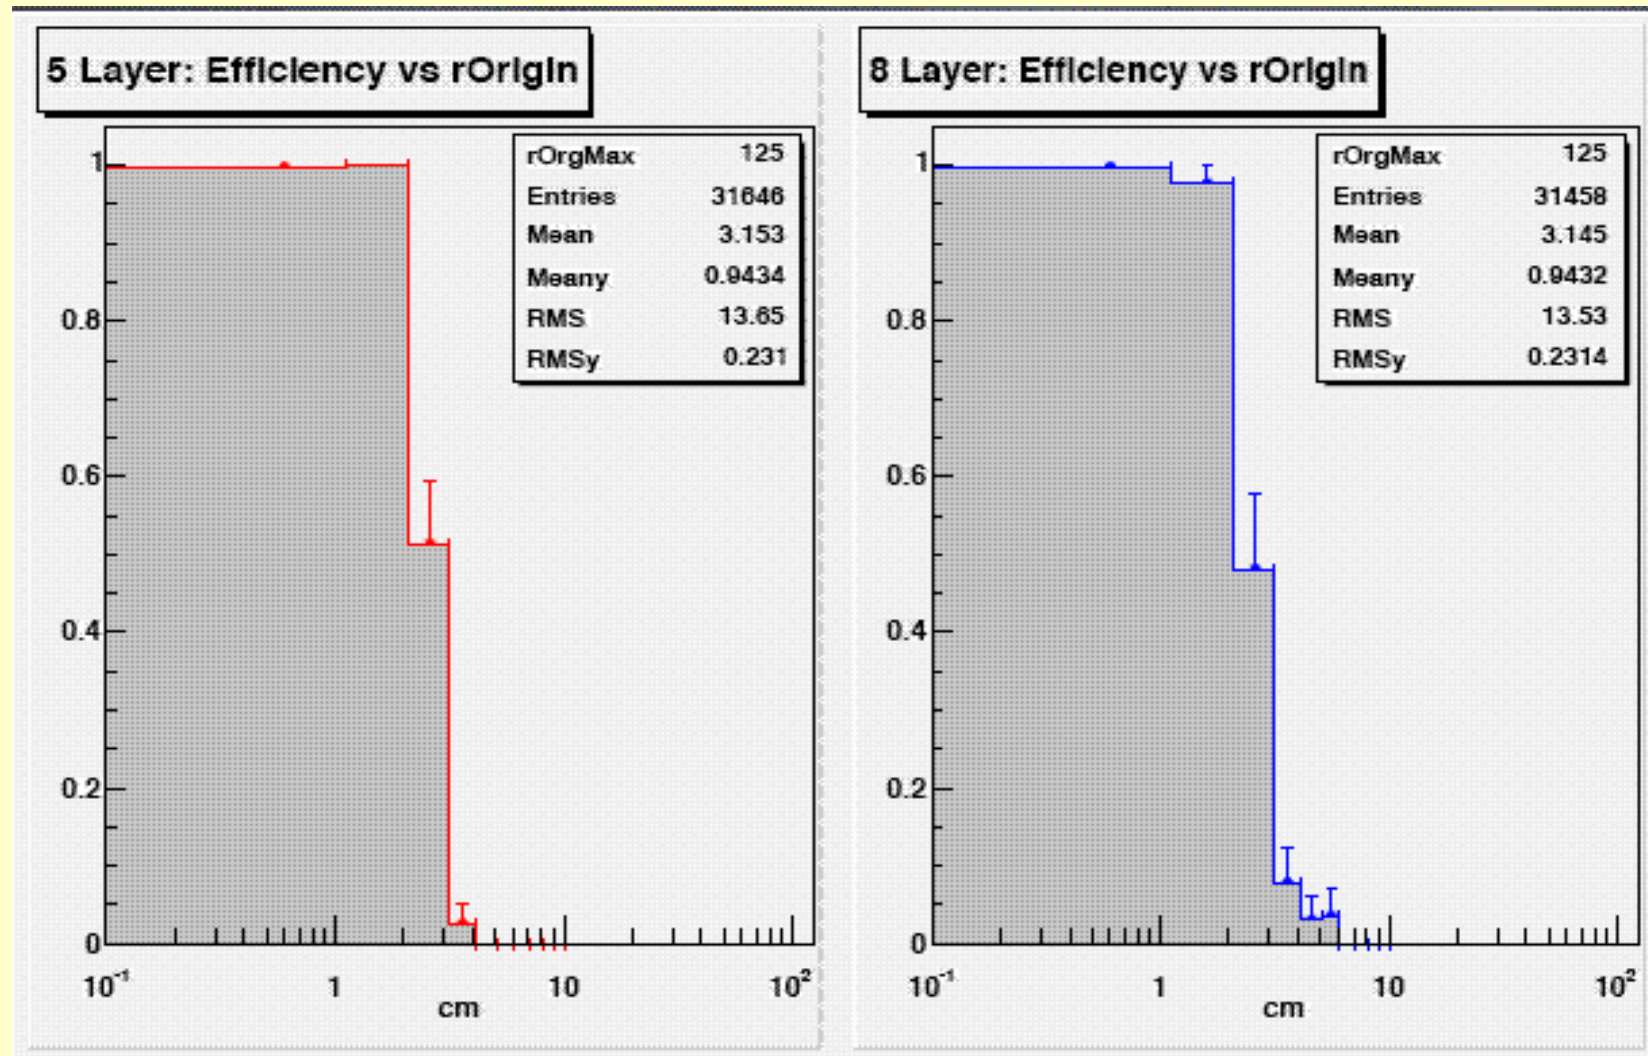 5 Layer: Efficiency vs rOrigin
rOrgMax 125
Entries 31646
Mean 3.153
Meany 0.9434
RMS 13.65
RMSy 0.231
1
0.8
0.6
0.4
0.2
0
10⁻¹ 1 10 10²
cm
8 Layer: Efficiency vs rOrigin
rOrgMax 125
Entries 31458
Mean 3.145
Meany 0.9432
RMS 13.53
RMSy 0.2314
1
0.8
0.6
0.4
0.2
0
10⁻¹ 1 10 10²
cm